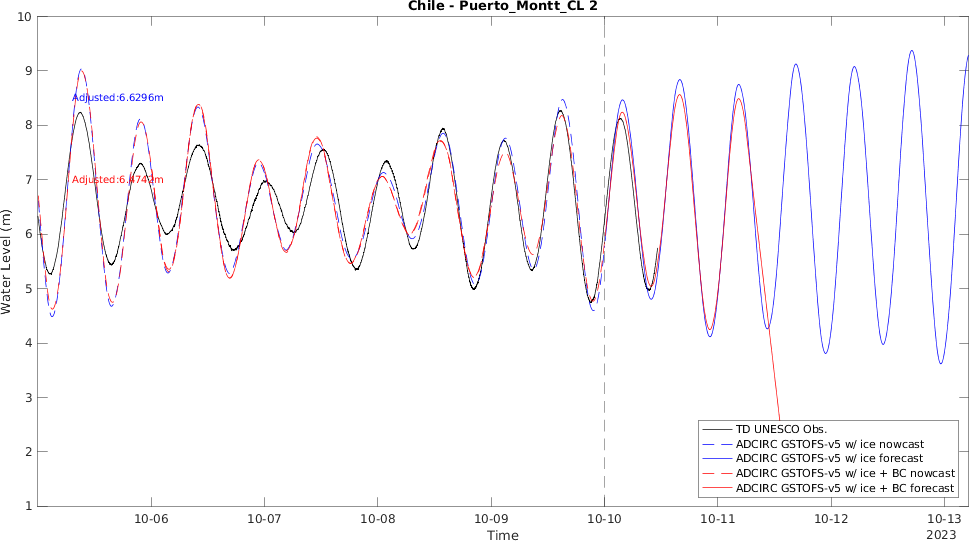 Chile - Puerto_Montt_CL 2
10
9
8
7
6
5
4
3
2
1
Water Level (m)
Adjusted:6.6296m
TD UNESCO Obs.
ADCIRC GSTOFS-v5 w/ ice nowcast
ADCIRC GSTOFS-v5 w/ ice forecast
ADCIRC GSTOFS-v5 w/ ice + BC nowcast
ADCIRC GSTOFS-v5 w/ ice + BC forecast
10-06
10-07
10-08
10-09
10-10
10-11
10-12
10-13
Time
2023